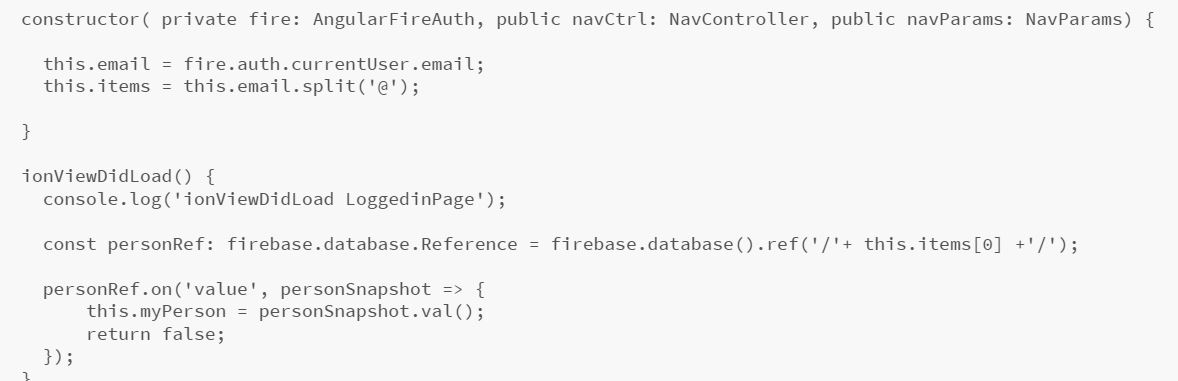 constructor( private fire: AngularFireAuth, public navCtrl: NavController, public navParams: NavParams) {
this.email = fire.auth.currentUser.email;
this.items = this.email.split('@');
}
ionViewDidLoad() {
console.log('ionViewDidLoad LoggedinPage');
const personRef: firebase.database.Reference = firebase.database().ref('/'+ this.items[0] +'/');
personRef.on('value', personSnapshot => {
this.myPerson = personSnapshot.val();
return false;
});
}